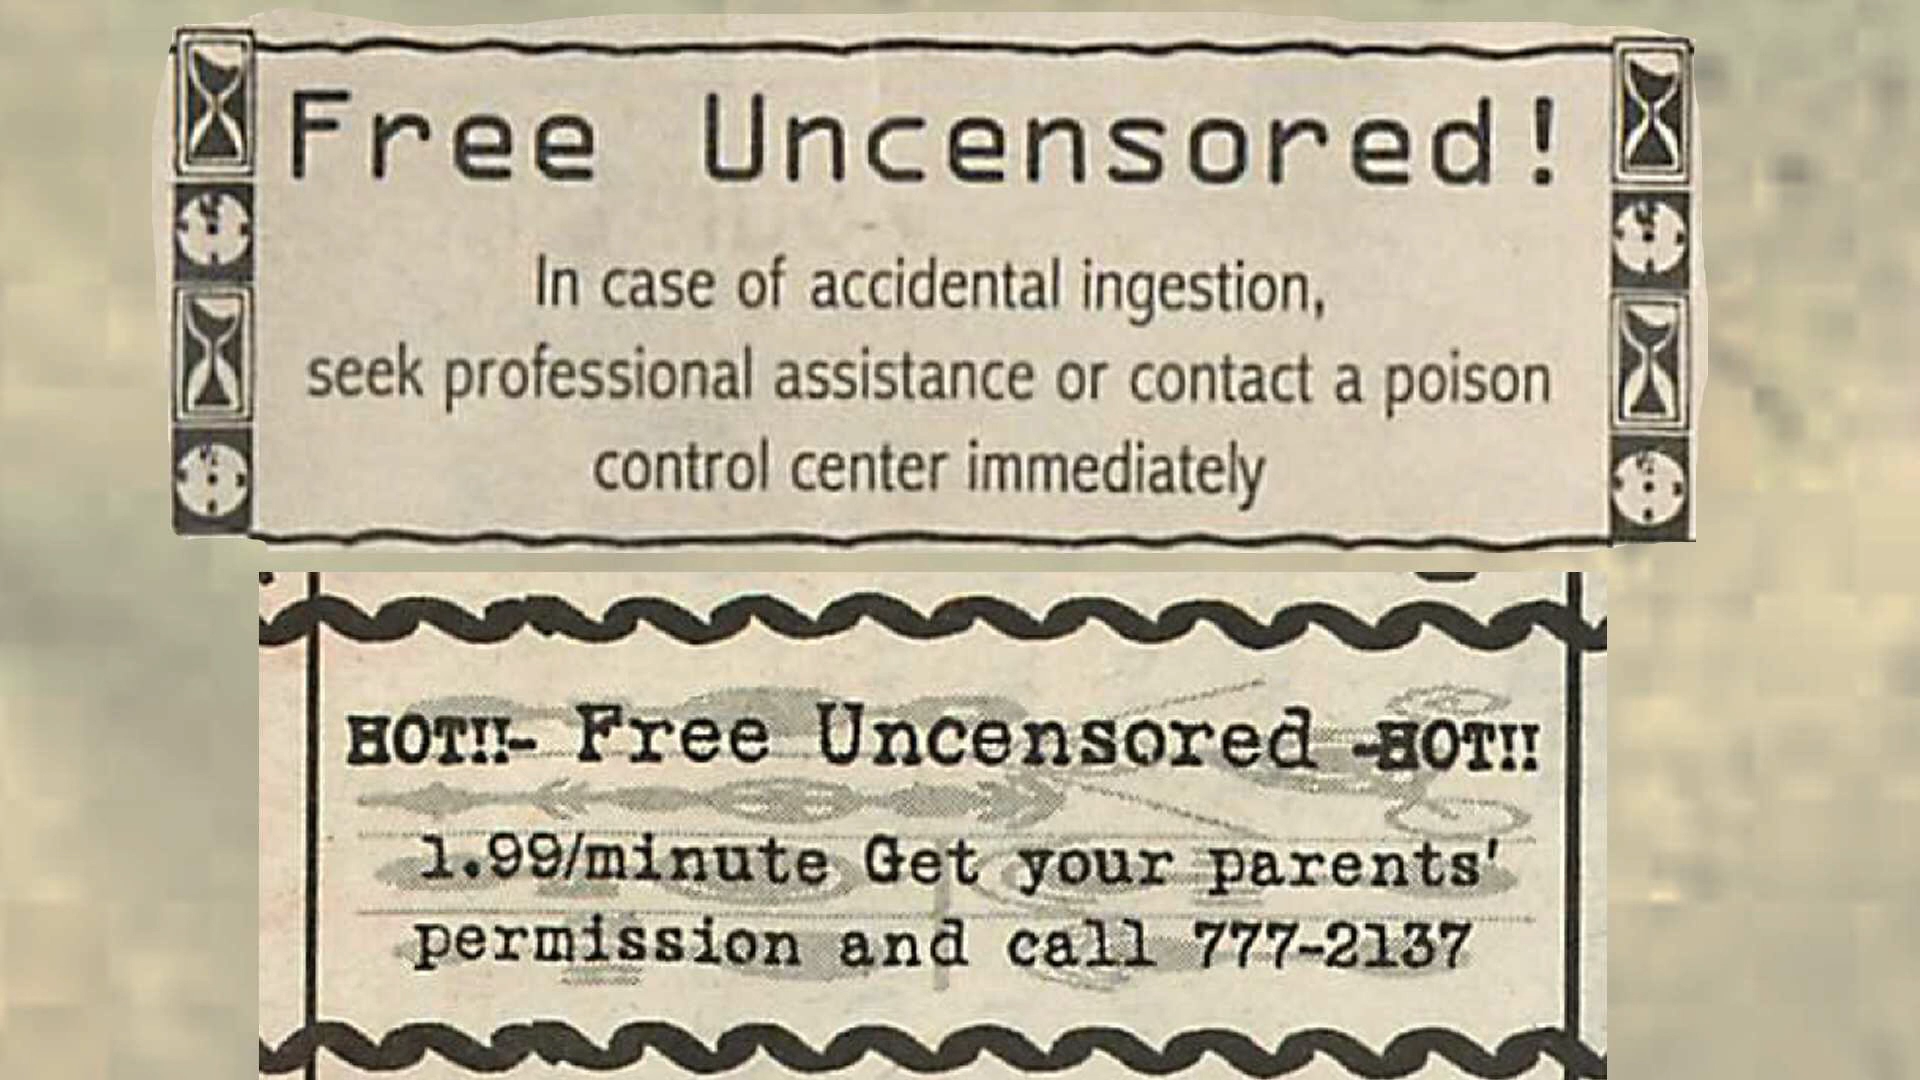 Free Uncensored!
In case of accidental ingestion,
seek professional assistance or contact a poison
control center immediately
HOT!!- Free Uncensored -HOT!!
1.99/minute Get your parents'
permission and call 777-2137